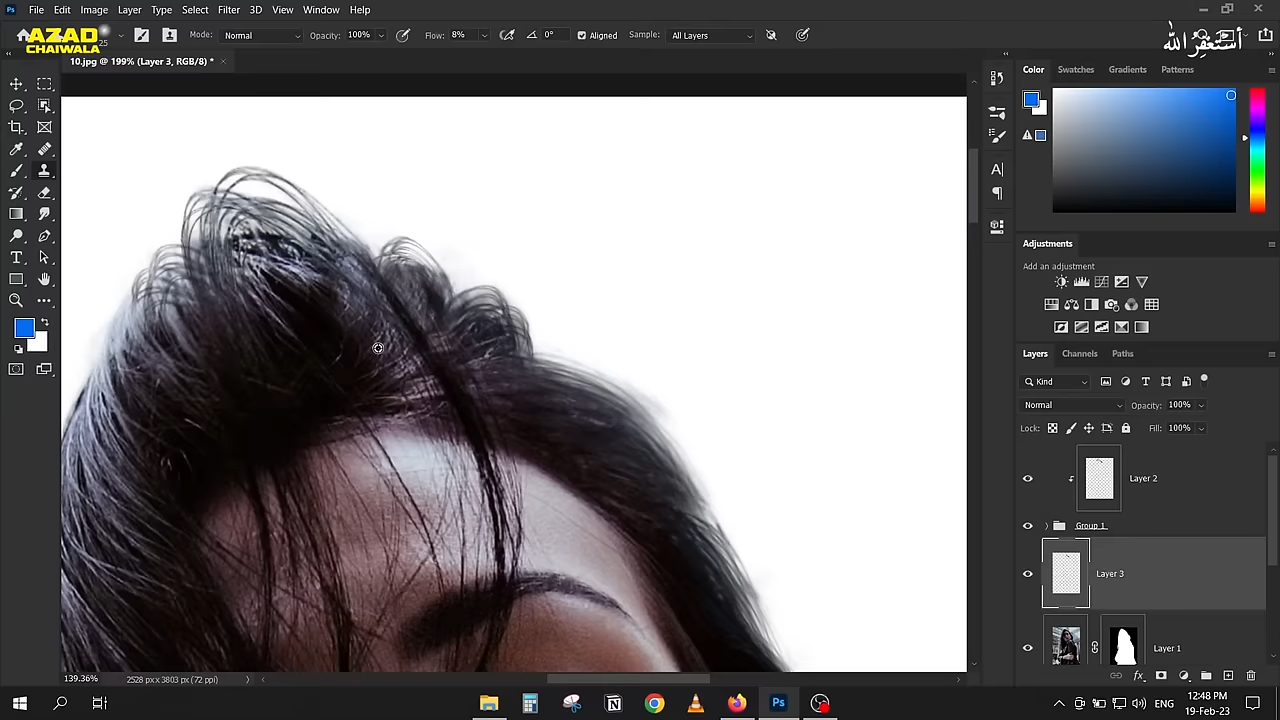 Ps File Edit Image Layer Type Select Filter 3D View Window Help
AZAD
CHAIWALA
25 Mode: Normal Opacity: 100% Flow: 8% 0° Aligned Sample: All Layers
أستغفر الله
10.jpg @ 199% (Layer 3, RGB/8) *
Color Swatches Gradients Patterns
Adjustments
Add an adjustment
Layers Channels Paths
Kind
Normal Opacity: 100%
Lock: Fill: 100%
Layer 2
Group 1
Layer 3
Layer 1
139.36% 2528 px x 3803 px (72 ppi)
ENG 12:48 PM
19-Feb-23